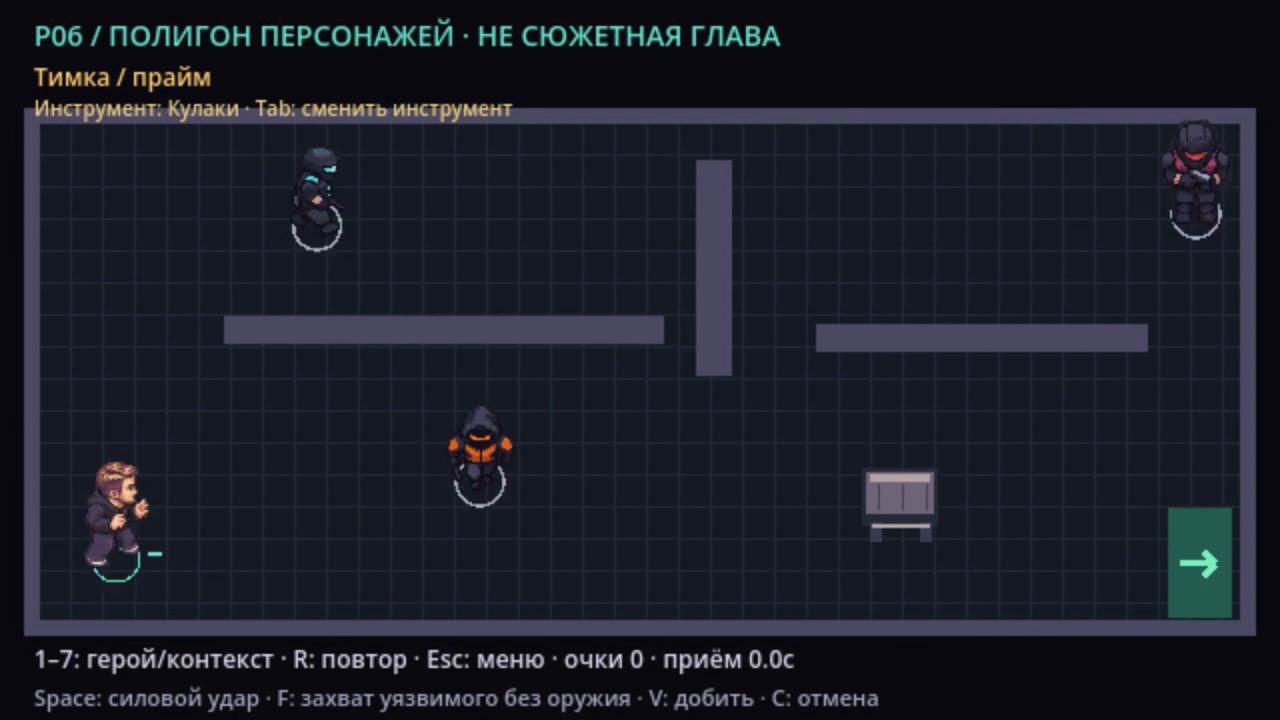 P06 / ПОЛИГОН ПЕРСОНАЖЕЙ · НЕ СЮЖЕТНАЯ ГЛАВА
Тимка / прайм
Инструмент: Кулаки · Tab: сменить инструмент
1–7: герой/контекст · R: повтор · Esc: меню · очки 0 · приём 0.0с
Space: силовой удар · F: захват уязвимого без оружия · V: добить · C: отмена